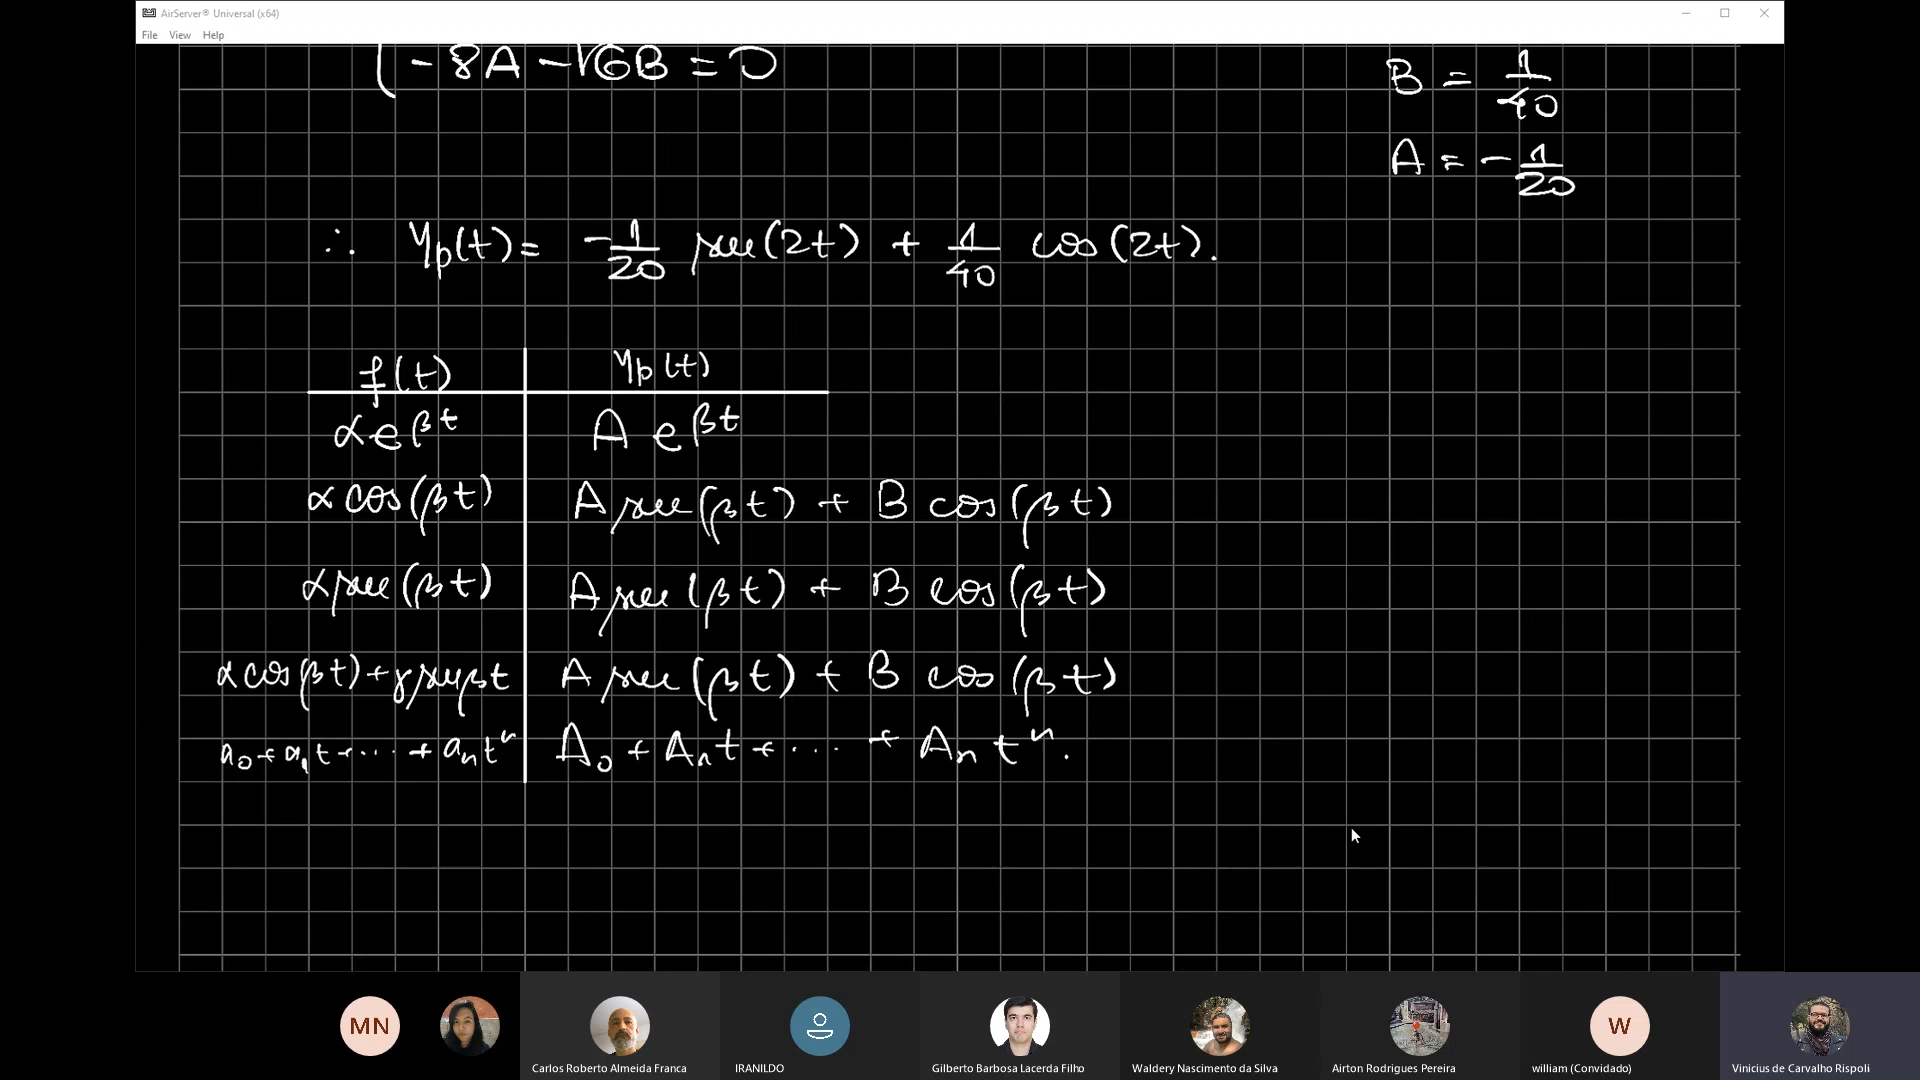 AirServer® Universal (x64)
File View Help
-8A - 16B = 0
B = 1/40
A = -1/20
∴ yp(t) = -1/20 sen(2t) + 1/40 cos(2t).
f(t) yp(t)
αe^βt A e^βt
α cos(βt) A sen(βt) + B cos(βt)
α sen(βt) A sen(βt) + B cos(βt)
α cos(βt) + γ sen βt A sen(βt) + B cos(βt)
a₀ + a₁t + ··· + aₙtⁿ A₀ + A₁t + ··· + Aₙtⁿ.
MN
W
Carlos Roberto Almeida Franca
IRANILDO
Gilberto Barbosa Lacerda Filho
Waldery Nascimento da Silva
Airton Rodrigues Pereira
william (Convidado)
Vinicius de Carvalho Rispoli